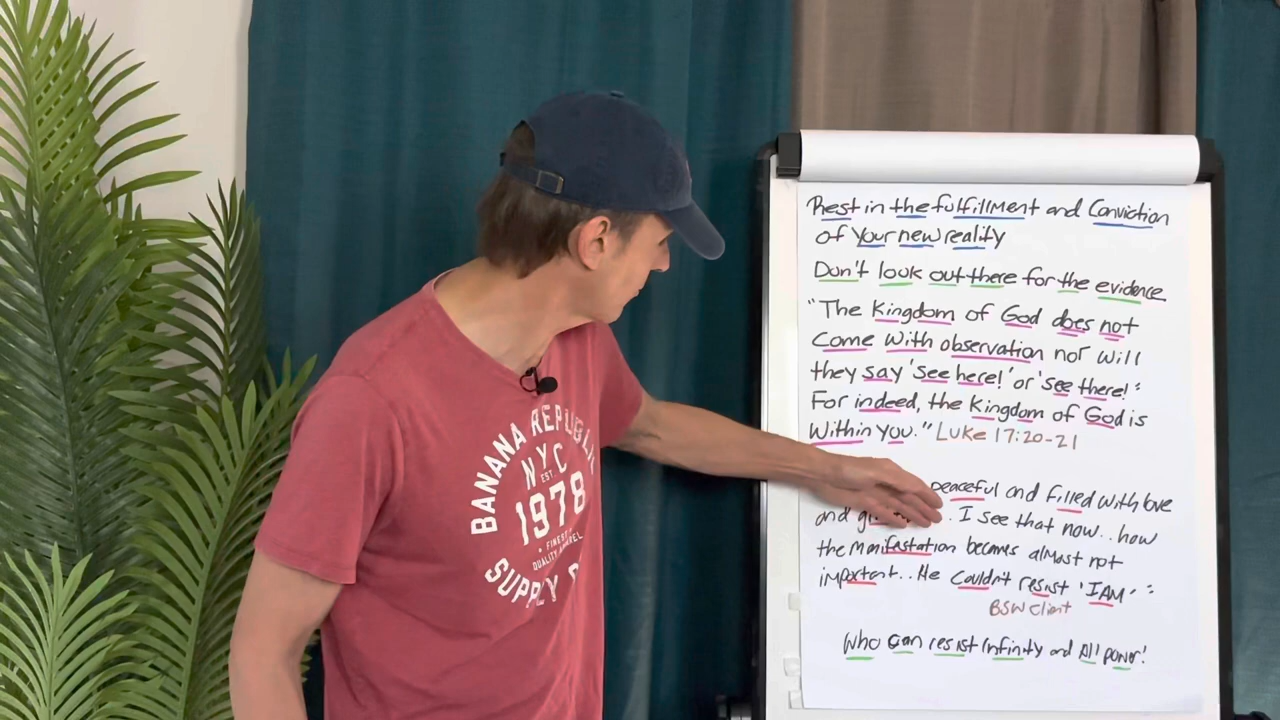 BANANA REPUBLI
NYC
EST.
1978
FINEST
QUALITY APPAREL
SUPPLY
Rest in the fulfillment and Conviction
of Your new reality
Don't look out there for the evidence
"The Kingdom of God does not
Come with observation nor will
they say 'see here!' or 'see there!'
For indeed, the Kingdom of God is
Within You." Luke 17:20-21
peaceful and filled with love
and . I see that now.. how
the manifastation becomes almost not
important.. He Couldn't resist 'I AM'"
BSW Client
Who can resist Infinity and All power!